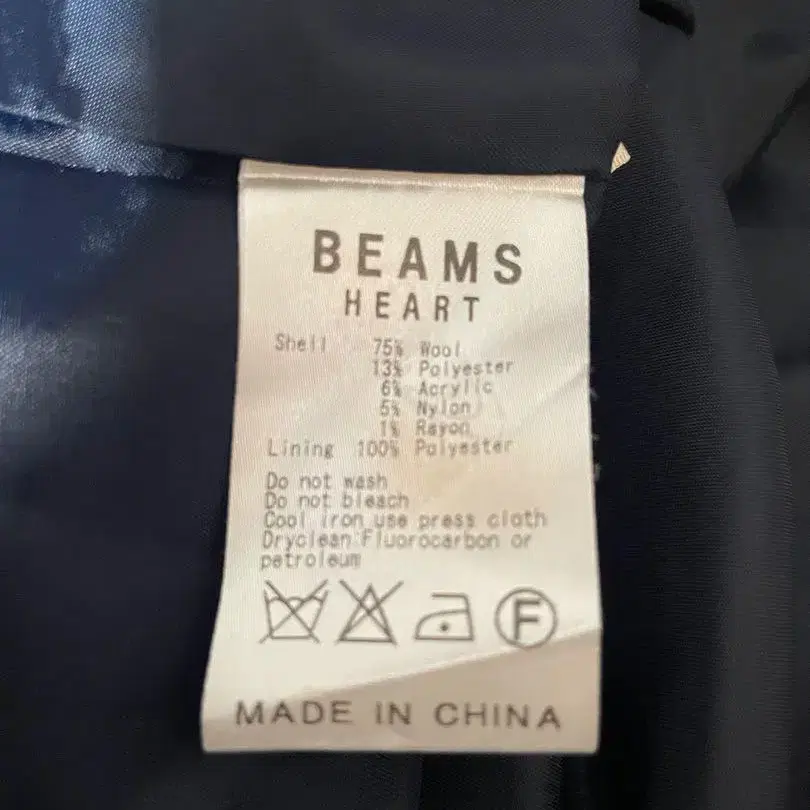 BEAMS
HEART
Shell 75% Wool
13% Polyester
6% Acrylic
5% Nylon
1% Rayon
Lining 100% Polyester
Do not wash
Do not bleach
Cool iron use press cloth
Dryclean Fluorocarbon or
petroleum
F
MADE IN CHINA